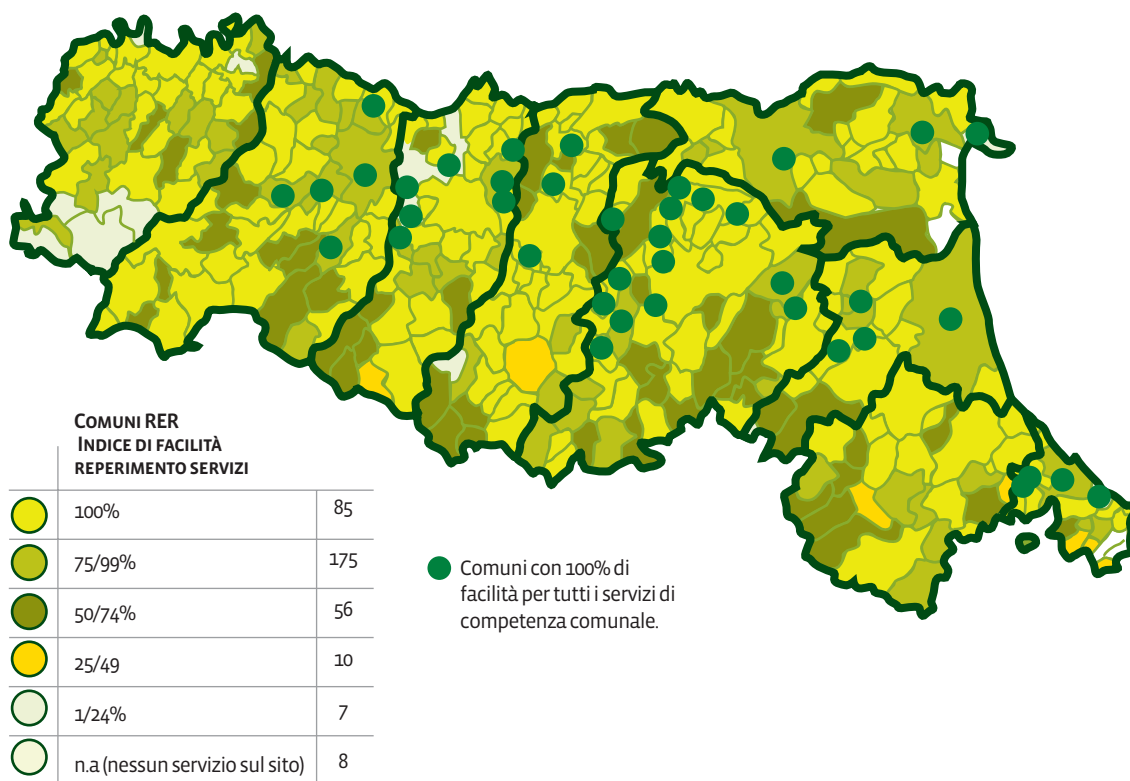 Comuni RER
Indice di facilità
reperimento servizi
100% 85
75/99% 175
50/74% 56
25/49 10
1/24% 7
n.a (nessun servizio sul sito) 8
Comuni con 100% di
facilità per tutti i servizi di
competenza comunale.